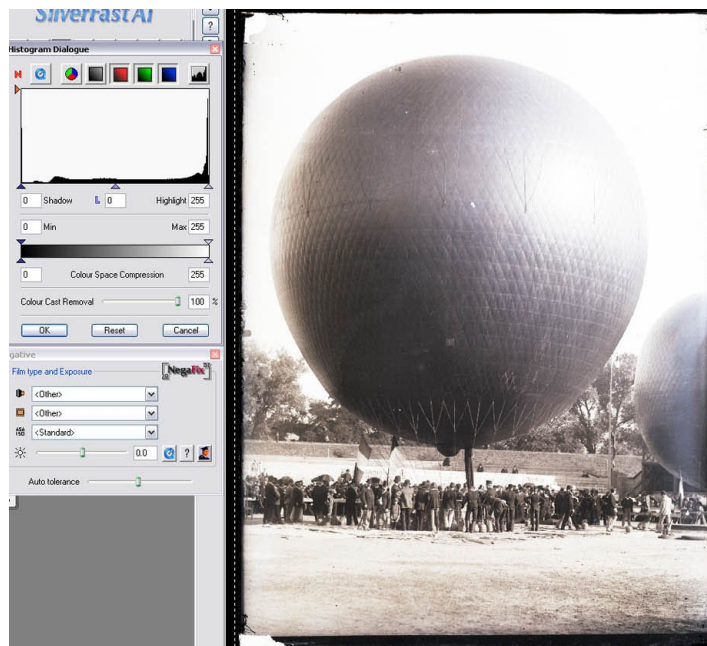 SilverFast Ai
?
Histogram Dialogue
0 Shadow 0 Highlight 255
0 Min Max 255
0 Colour Space Compression 255
Colour Cast Removal 100 %
OK Reset Cancel
gative
Film type and Exposure NegaFix
<Other>
<Other>
ASA ISO <Standard>
0.0 ?
Auto tolerance